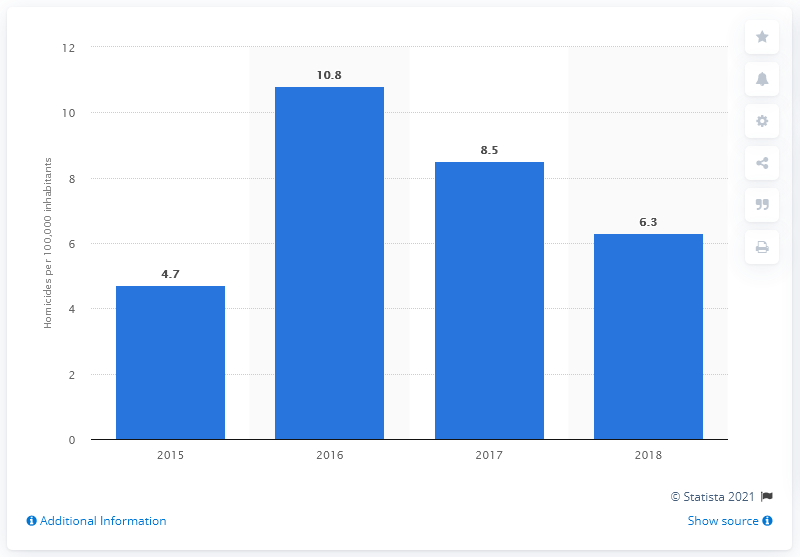 12
10
8
6
4
2
0
Homicides per 100,000 inhabitants
4.7
10.8
8.5
6.3
2015 2016 2017 2018
© Statista 2021
Additional Information
Show source